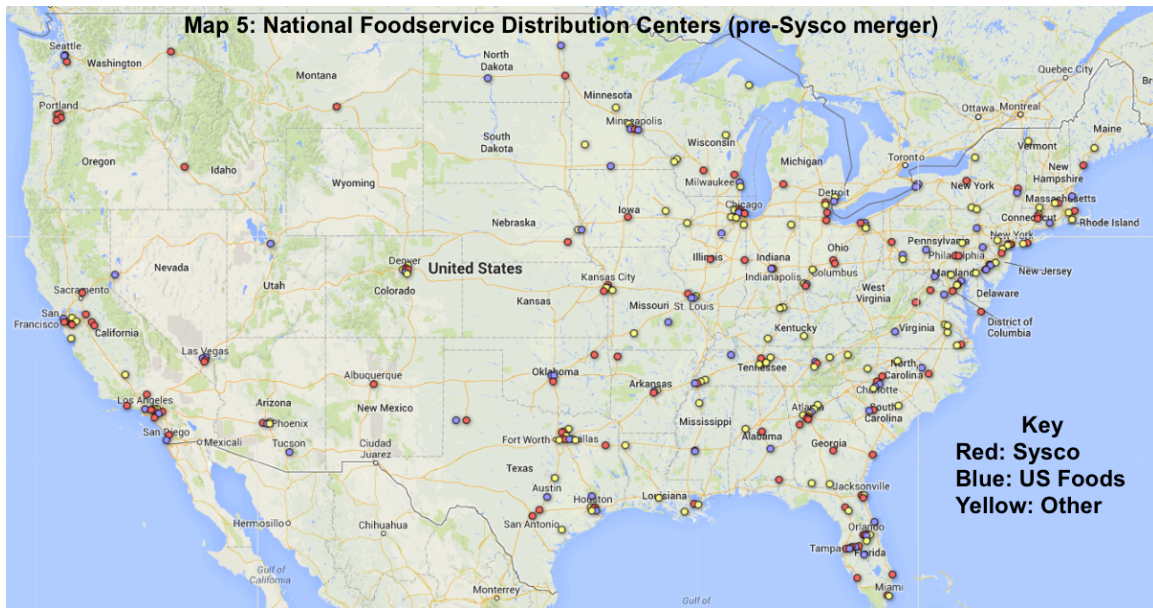 Map 5: National Foodservice Distribution Centers (pre-Sysco merger)
Seattle
Washington
Montana
North
Dakota
Minnesota
Quebec City
Ottawa
Montreal
Portland
Minneapolis
Maine
Vermont
Oregon
Idaho
South
Dakota
Wisconsin
Michigan
Toronto
New
Hampshire
Wyoming
Milwaukee
Detroit
New York
Massachusetts
Chicago
Iowa
Connecticut
Rhode Island
Nebraska
Nevada
Utah
Denver
Colorado
United States
Illinois
Indiana
Indianapolis
Ohio
Columbus
Pennsylvania
New York
Philadelphia
New Jersey
Sacramento
San
Francisco
California
Kansas
Kansas City
Missouri
St. Louis
West
Virginia
Maryland
Delaware
District of
Columbia
Kentucky
Virginia
Las Vegas
Albuquerque
Oklahoma
Arkansas
Tennessee
North
Carolina
Charlotte
Los Angeles
Arizona
Phoenix
New Mexico
Mississippi
Atlanta
South
Carolina
San Diego
Mexicali
Tucson
Ciudad
Juarez
Fort Worth
Dallas
Alabama
Georgia
Key
Red: Sysco
Blue: US Foods
Yellow: Other
Texas
Austin
Houston
Louisiana
Jacksonville
San Antonio
Hermosillo
Chihuahua
Orlando
Tampa
Florida
Gulf of
California
Monterrey
Gulf of
Miami